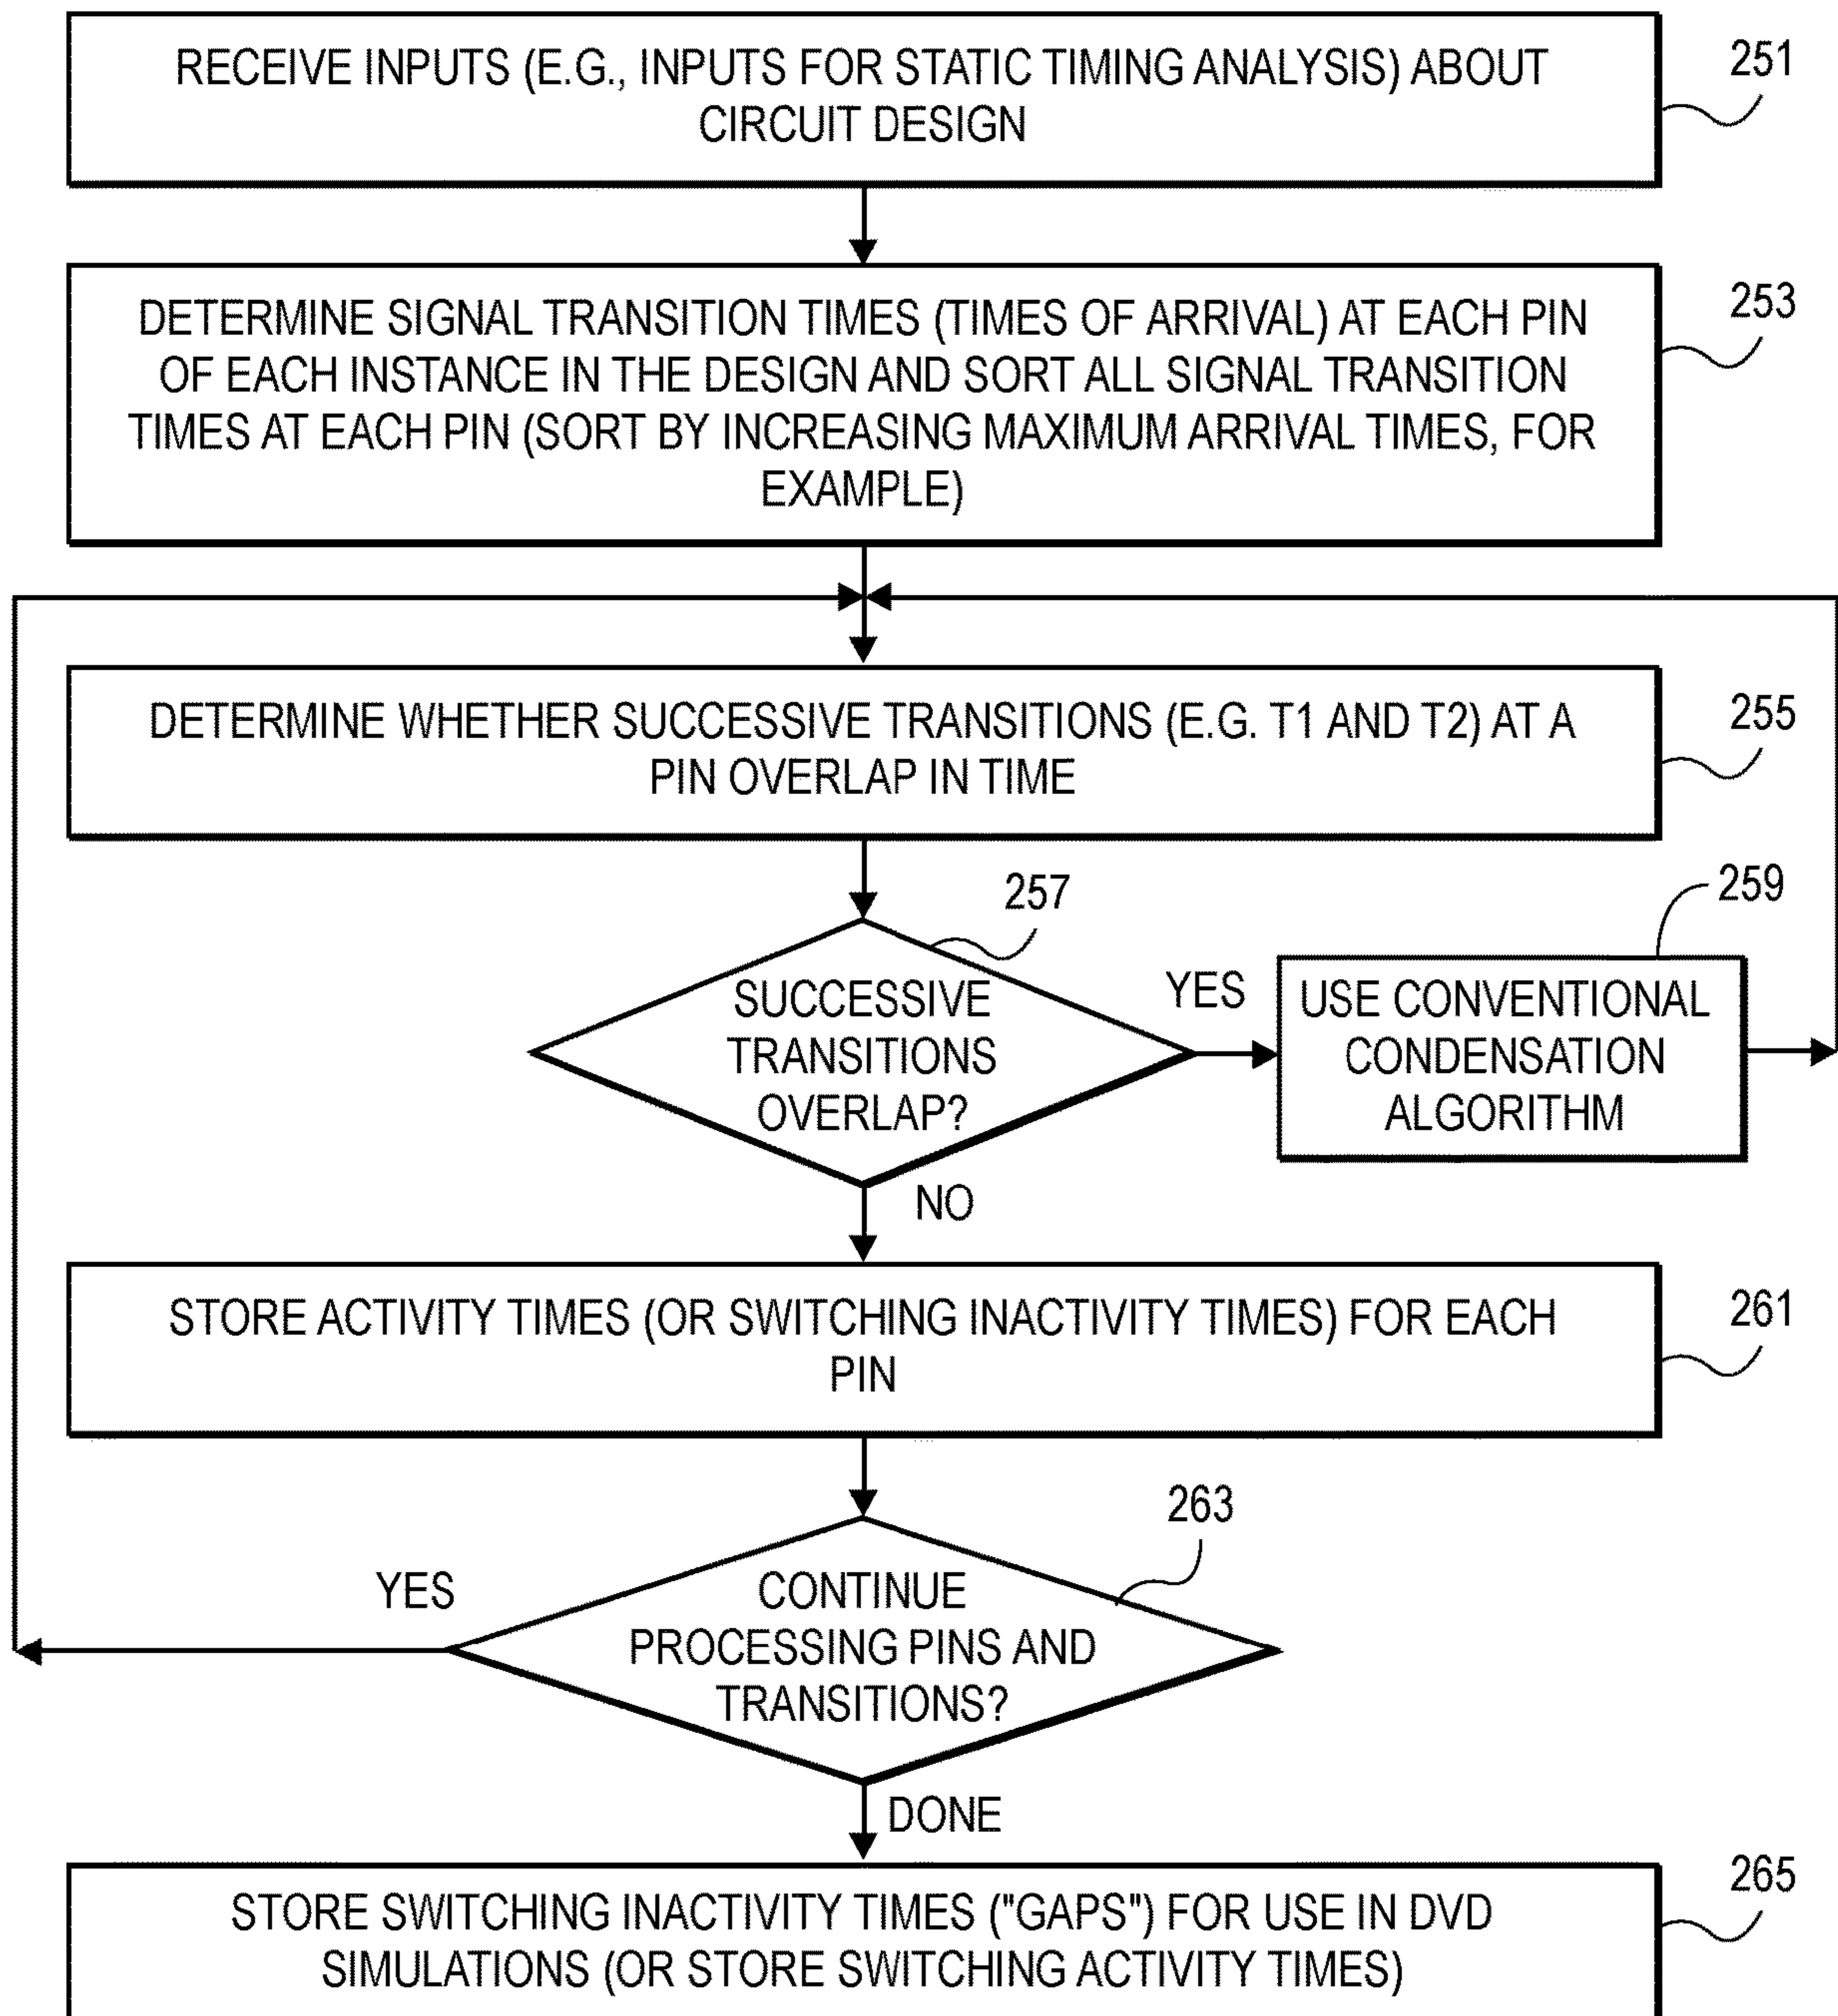 RECEIVE INPUTS (E.G., INPUTS FOR STATIC TIMING ANALYSIS) ABOUT
CIRCUIT DESIGN
251
DETERMINE SIGNAL TRANSITION TIMES (TIMES OF ARRIVAL) AT EACH PIN
OF EACH INSTANCE IN THE DESIGN AND SORT ALL SIGNAL TRANSITION
TIMES AT EACH PIN (SORT BY INCREASING MAXIMUM ARRIVAL TIMES, FOR
EXAMPLE)
253
DETERMINE WHETHER SUCCESSIVE TRANSITIONS (E.G. T1 AND T2) AT A
PIN OVERLAP IN TIME
255
SUCCESSIVE
TRANSITIONS
OVERLAP?
257
YES
USE CONVENTIONAL
CONDENSATION
ALGORITHM
259
NO
STORE ACTIVITY TIMES (OR SWITCHING INACTIVITY TIMES) FOR EACH
PIN
261
CONTINUE
PROCESSING PINS AND
TRANSITIONS?
263
YES
DONE
STORE SWITCHING INACTIVITY TIMES ("GAPS") FOR USE IN DVD
SIMULATIONS (OR STORE SWITCHING ACTIVITY TIMES)
265